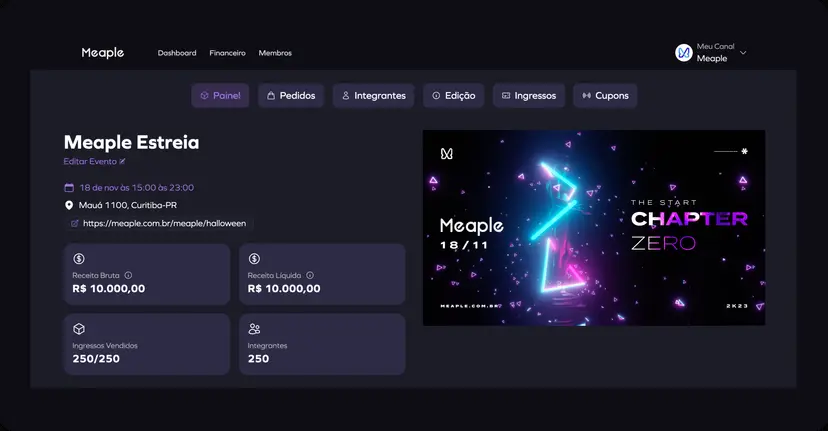 Meaple
Dashboard
Financeiro
Membros
Meu Canal
Meaple
Painel
Pedidos
Integrantes
Edição
Ingressos
Cupons
Meaple Estreia
Editar Evento
18 de nov às 15:00 às 23:00
Mauá 1100, Curitiba-PR
https://meaple.com.br/meaple/halloween
Receita Bruta
R$ 10.000,00
Receita Líquido
R$ 10.000,00
Ingressos Vendidos
250/250
Integrantes
250
Meaple
18/11
THE START
CHAPTER
ZERO
MEAPLE.COM.BR
2K23